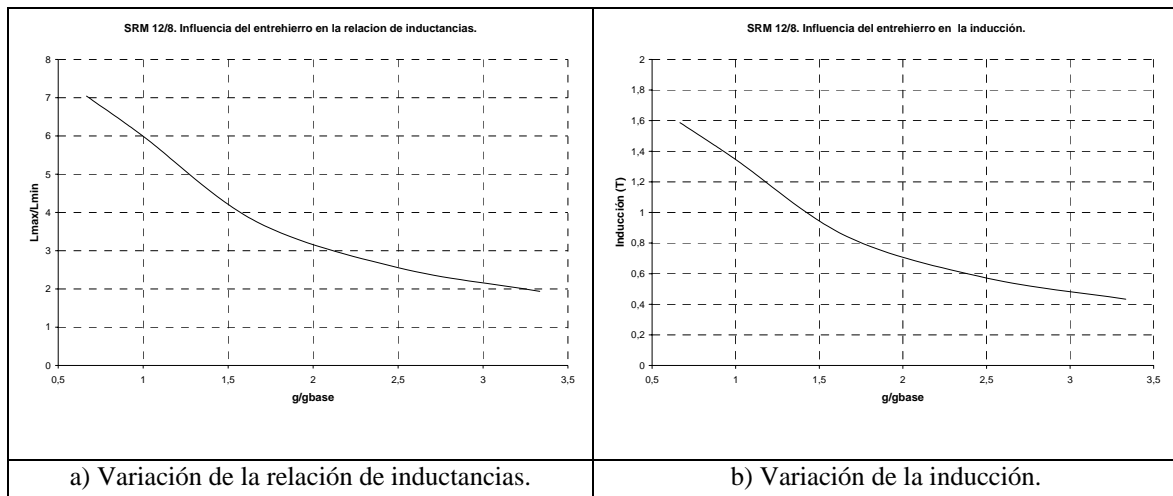 SRM 12/8. Influencia del entrehierro en la relacion de inductancias.
8
7
6
5
4
3
2
1
0
Lmax/Lmin
0,5 1 1,5 2 2,5 3 3,5
g/gbase
a) Variación de la relación de inductancias.
SRM 12/8. Influencia del entrehierro en la inducción.
2
1,8
1,6
1,4
1,2
1
0,8
0,6
0,4
0,2
0
Inducción (T)
0,5 1 1,5 2 2,5 3 3,5
g/gbase
b) Variación de la inducción.